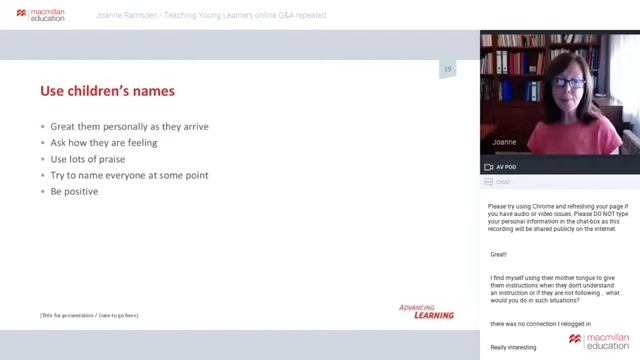 macmillan
education
Joanne Ramsden - Teaching Young Learners online Q&A repeated
19
Use children's names
• Great them personally as they arrive
• Ask how they are feeling
• Use lots of praise
• Try to name everyone at some point
• Be positive
[Title for presentation / Date to go here]
ADVANCING
LEARNING
Joanne
AV POD
CHAT
Please try using Chrome and refreshing your page if
you have audio or video issues. Please DO NOT type
your personal information in the chat-box as this
recording will be shared publicly on the internet.
Great!
I find myself using their mother tongue to give
them instructions when they don't understand
an instruction or if they are not following... what
would you do in such situations?
there was no connection I relogged in
Really interesting
macmillan
education